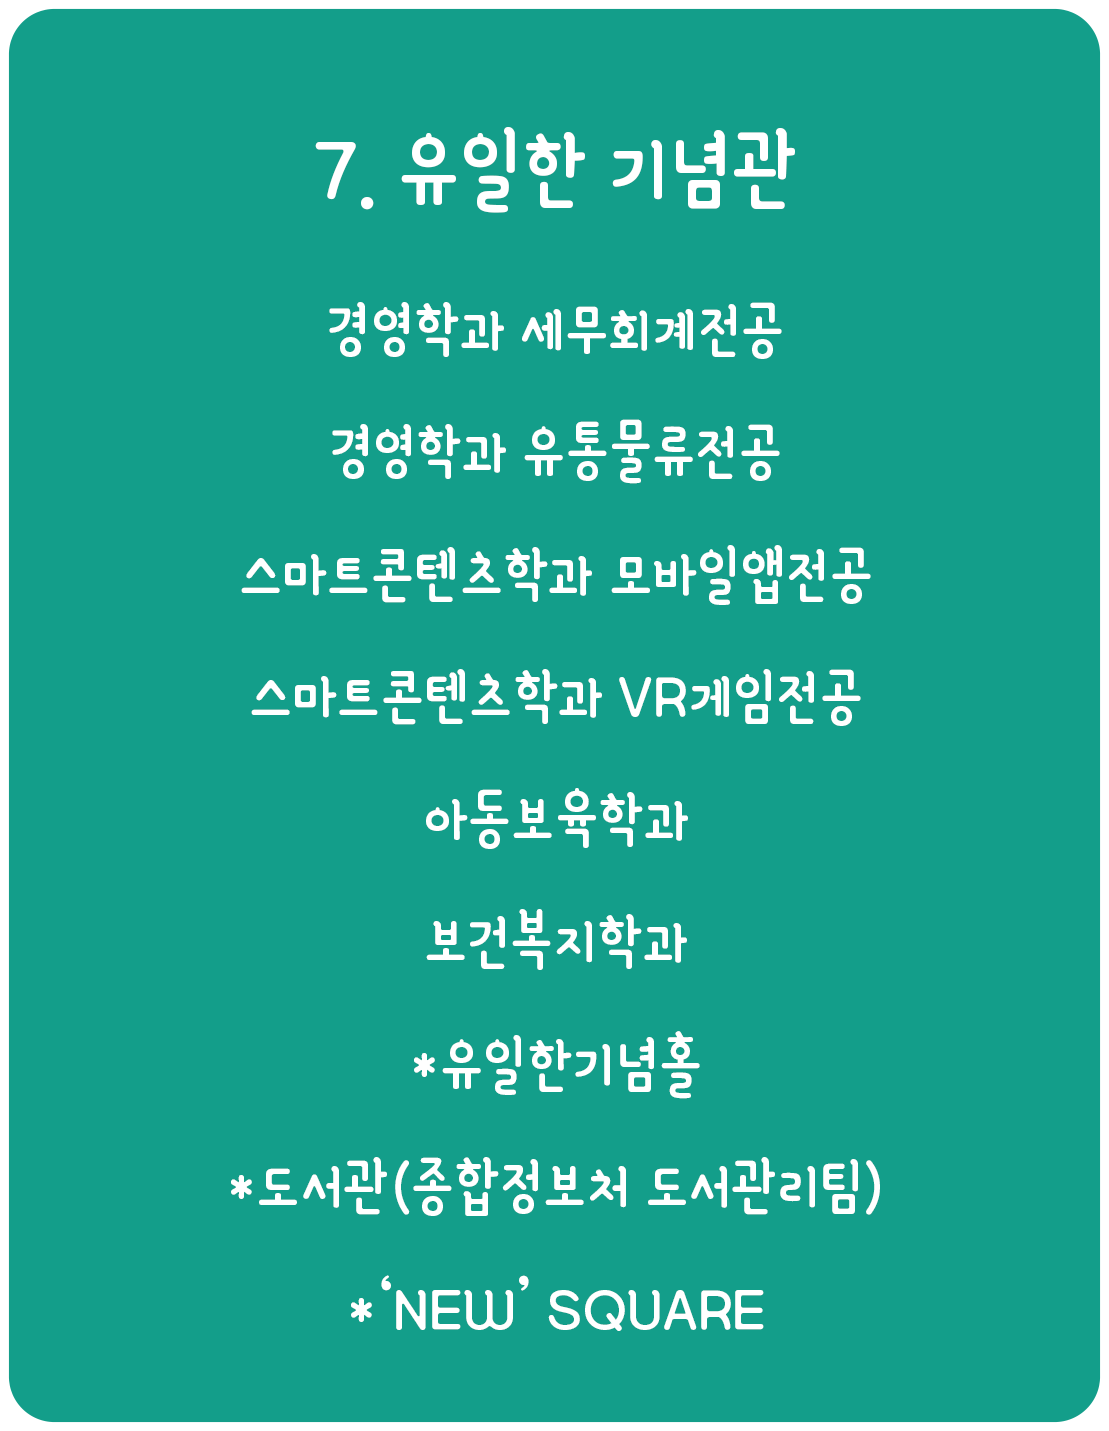 7. 유일한 기념관
경영학과 세무회계전공
경영학과 유통물류전공
스마트콘텐츠학과 모바일앱전공
스마트콘텐츠학과 VR게임전공
아동보육학과
보건복지학과
*유일한기념홀
*도서관(종합정보처 도서관리팀)
*‘NEW’ SQUARE